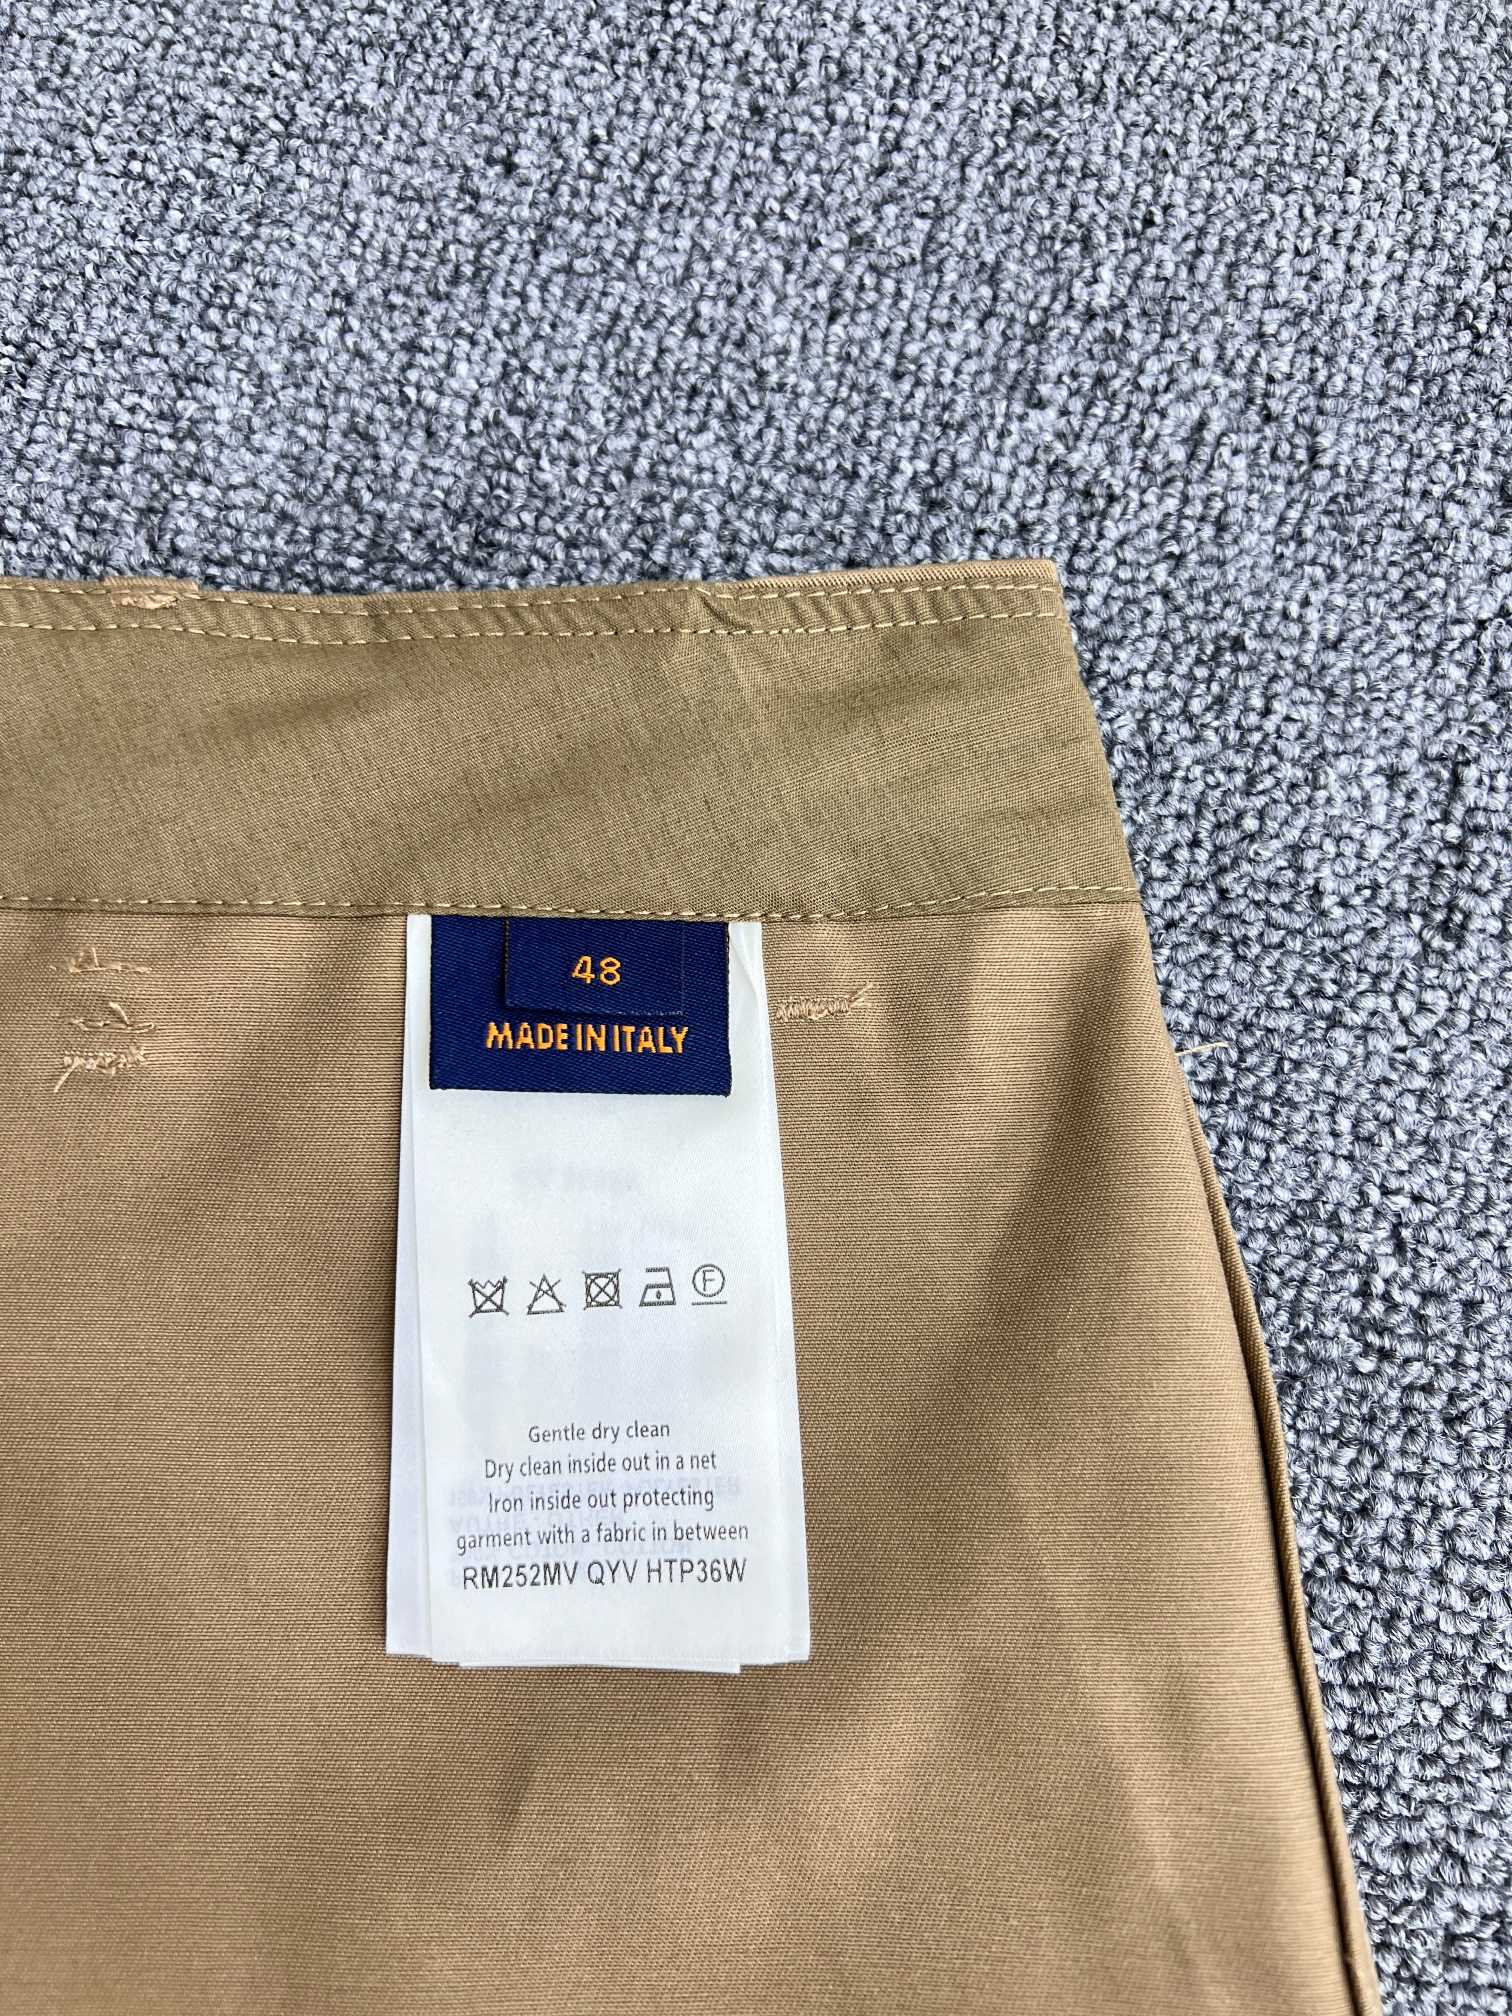 48
MADE IN ITALY
F
Gentle dry clean
Dry clean inside out in a net
Iron inside out protecting
garment with a fabric in between
RM252MV QYV HTP36W